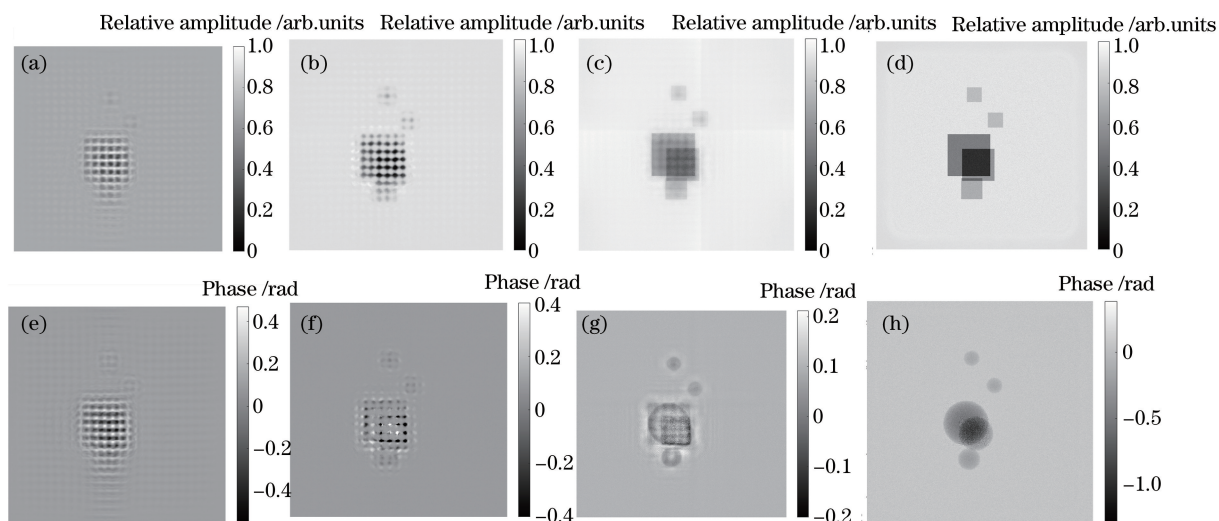 Relative amplitude /arb.units Relative amplitude /arb.units Relative amplitude /arb.units Relative amplitude /arb.units
(a) 1.0 (b) 1.0 (c) 1.0 (d) 1.0
0.8 0.8 0.8 0.8
0.6 0.6 0.6 0.6
0.4 0.4 0.4 0.4
0.2 0.2 0.2 0.2
0 0 0 0
Phase /rad Phase /rad Phase /rad Phase /rad
(e) 0.4 (f) 0.4 (g) 0.2 (h)
0.2 0.2 0.1 0
0 0 0 −0.5
−0.2 −0.2 −0.1 −1.0
−0.4 −0.4 −0.2